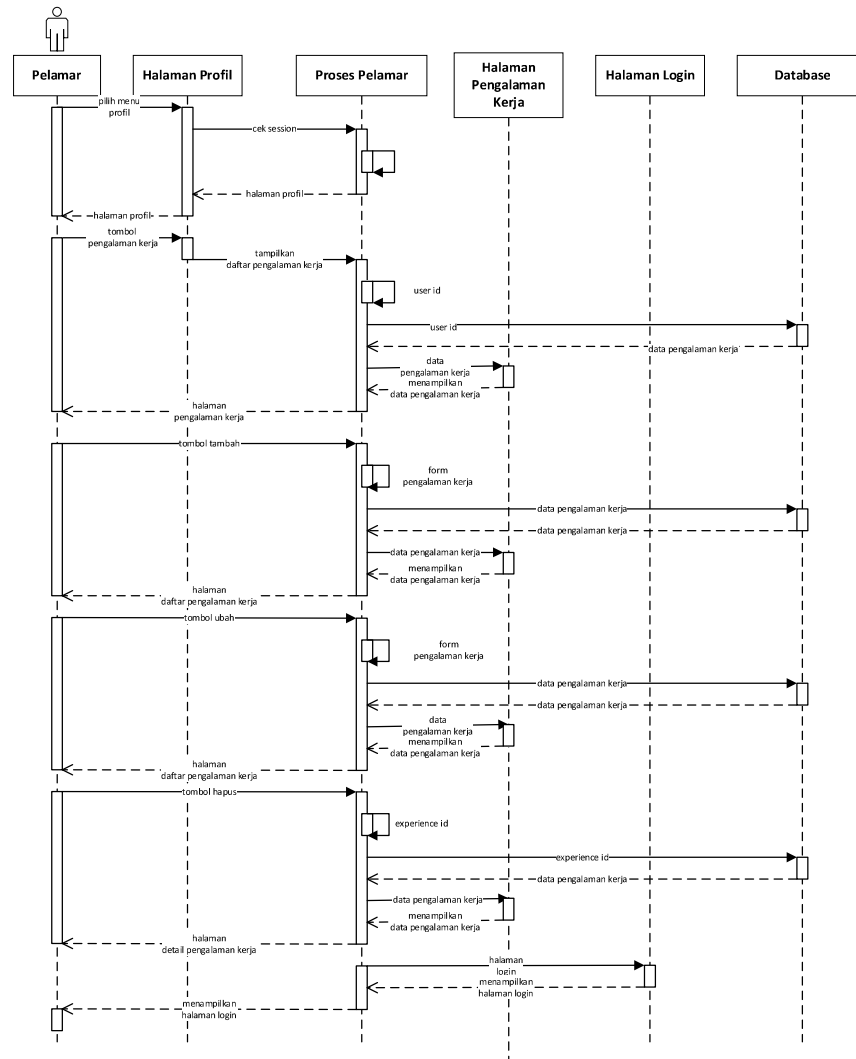 Pelamar
Halaman Profil
Proses Pelamar
Halaman
Pengalaman
Kerja
Halaman Login
Database
pilih menu
profil
cek session
halaman profil
halaman profil
tombol
pengalaman kerja
tampilkan
daftar pengalaman kerja
user id
user id
data pengalaman kerja
data
pengalaman kerja
menampilkan
data pengalaman kerja
halaman
pengalaman kerja
tombol tambah
form
pengalaman kerja
data pengalaman kerja
data pengalaman kerja
data pengalaman kerja
menampilkan
data pengalaman kerja
halaman
daftar pengalaman kerja
tombol ubah
form
pengalaman kerja
data pengalaman kerja
data pengalaman kerja
data
pengalaman kerja
menampilkan
data pengalaman kerja
halaman
daftar pengalaman kerja
tombol hapus
experience id
experience id
data pengalaman kerja
data pengalaman kerja
menampilkan
data pengalaman kerja
halaman
detail pengalaman kerja
halaman
login
menampilkan
halaman login
menampilkan
halaman login